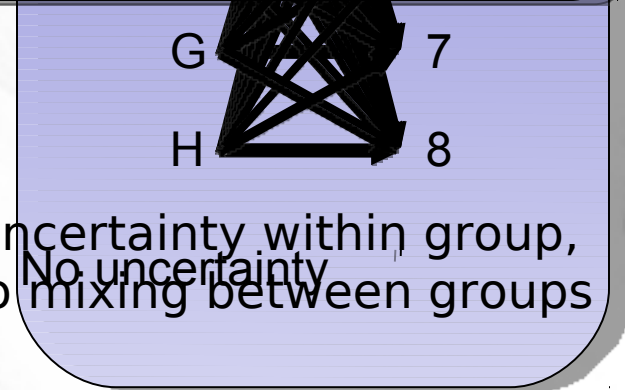 G 7
H 8
ncertainty within group,
No uncertainty
o mixing between groups